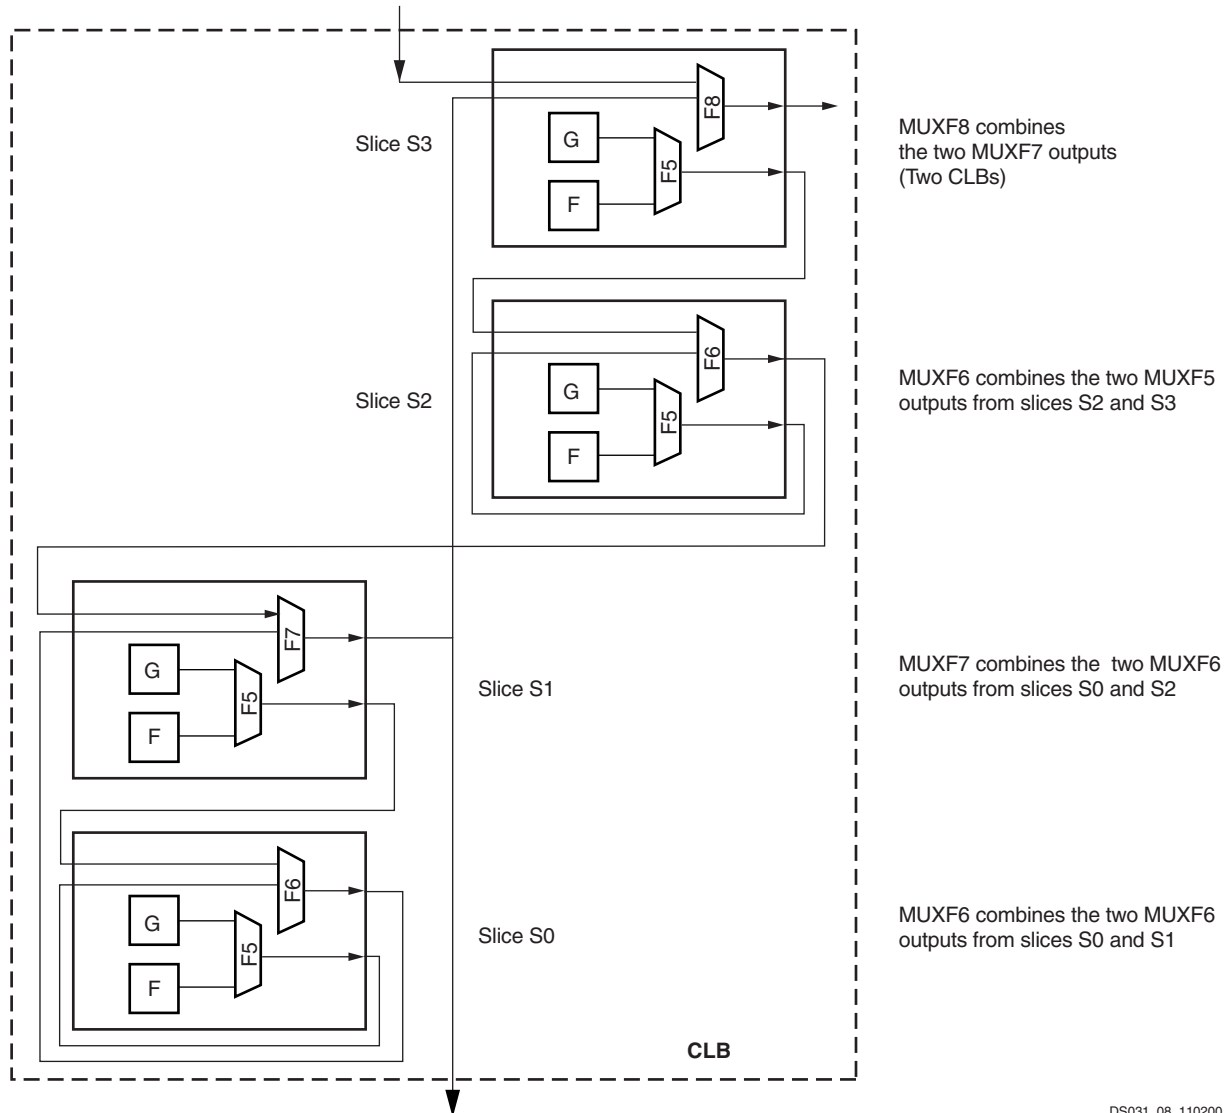 F8
Slice S3
G
F5
F
MUXF8 combines
the two MUXF7 outputs
(Two CLBs)
F6
Slice S2
G
F5
F
MUXF6 combines the two MUXF5
outputs from slices S2 and S3
F7
G
F5
F
Slice S1
MUXF7 combines the two MUXF6
outputs from slices S0 and S2
F6
G
F5
F
Slice S0
MUXF6 combines the two MUXF6
outputs from slices S0 and S1
CLB
DS031_08_110200